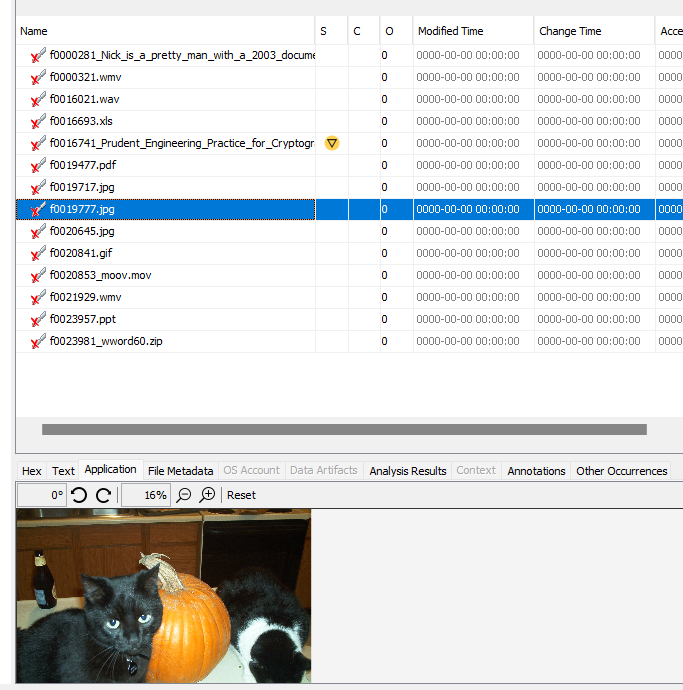 Name S C O Modified Time Change Time Acce
f0000281_Nick_is_a_pretty_man_with_a_2003_docume 0 0000-00-00 00:00:00 0000-00-00 00:00:00 0000
f0000321.wmv 0 0000-00-00 00:00:00 0000-00-00 00:00:00 0000
f0016021.wav 0 0000-00-00 00:00:00 0000-00-00 00:00:00 0000
f0016693.xls 0 0000-00-00 00:00:00 0000-00-00 00:00:00 0000
f0016741_Prudent_Engineering_Practice_for_Cryptogr 0 0000-00-00 00:00:00 0000-00-00 00:00:00 0000
f0019477.pdf 0 0000-00-00 00:00:00 0000-00-00 00:00:00 0000
f0019717.jpg 0 0000-00-00 00:00:00 0000-00-00 00:00:00 0000
f0019777.jpg 0 0000-00-00 00:00:00 0000-00-00 00:00:00 0000
f0020645.jpg 0 0000-00-00 00:00:00 0000-00-00 00:00:00 0000
f0020841.gif 0 0000-00-00 00:00:00 0000-00-00 00:00:00 0000
f0020853_moov.mov 0 0000-00-00 00:00:00 0000-00-00 00:00:00 0000
f0021929.wmv 0 0000-00-00 00:00:00 0000-00-00 00:00:00 0000
f0023957.ppt 0 0000-00-00 00:00:00 0000-00-00 00:00:00 0000
f0023981_wword60.zip 0 0000-00-00 00:00:00 0000-00-00 00:00:00 0000
Hex Text Application File Metadata OS Account Data Artifacts Analysis Results Context Annotations Other Occurrences
0° 16% Reset